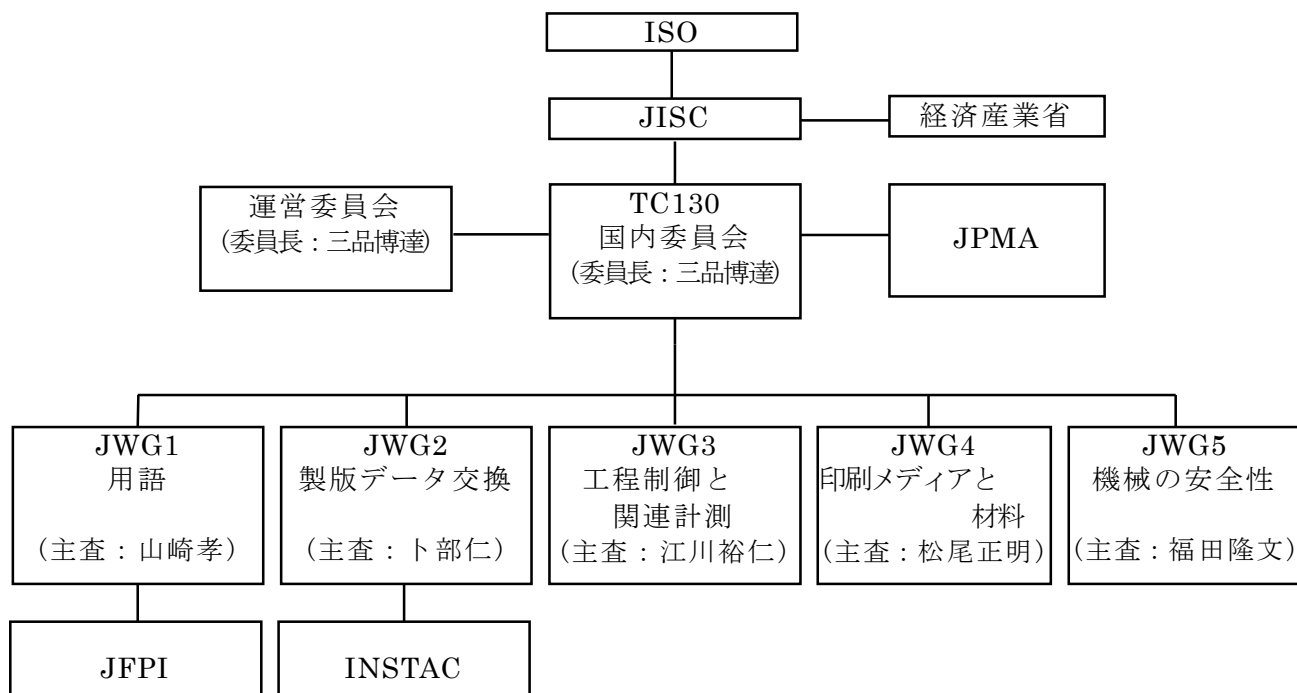 ISO
JISC
経済産業省
運営委員会
(委員長：三品博達)
TC130
国内委員会
(委員長：三品博達)
JPMA
JWG1
用語
(主査：山崎孝)
JWG2
製版データ交換
(主査：卜部仁)
JWG3
工程制御と
関連計測
(主査：江川裕仁)
JWG4
印刷メディアと
材料
(主査：松尾正明)
JWG5
機械の安全性
(主査：福田隆文)
JFPI
INSTAC